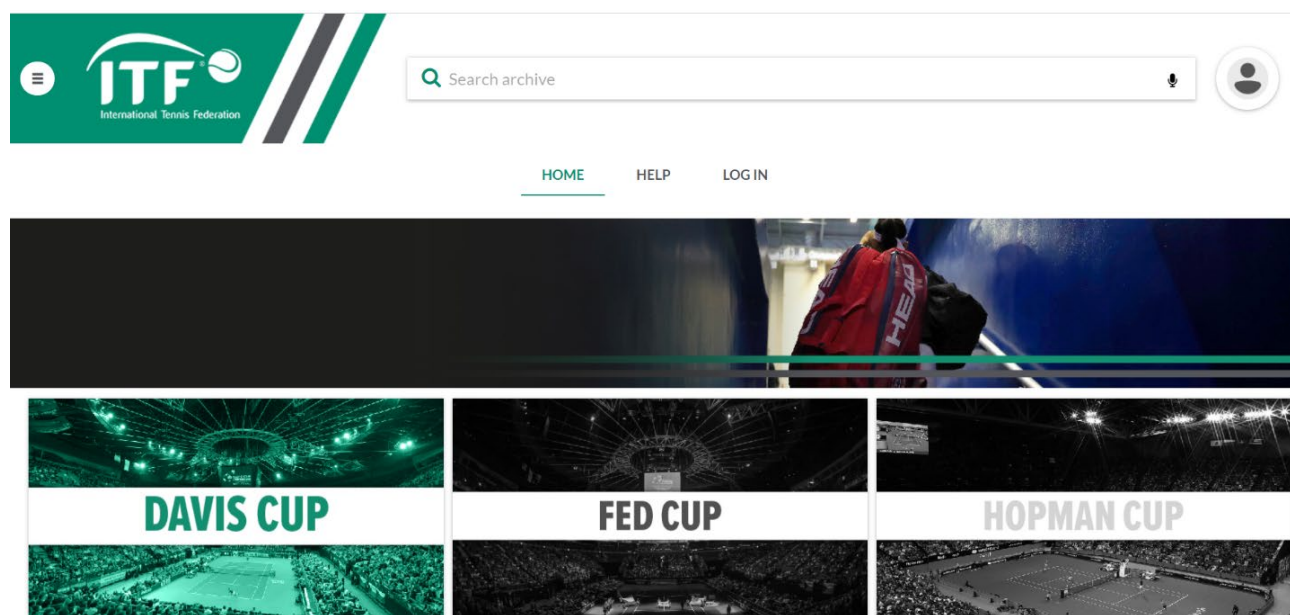 ITF
International Tennis Federation
Search archive
HOME HELP LOG IN
HEAD
DAVIS CUP
FED CUP
HOPMAN CUP